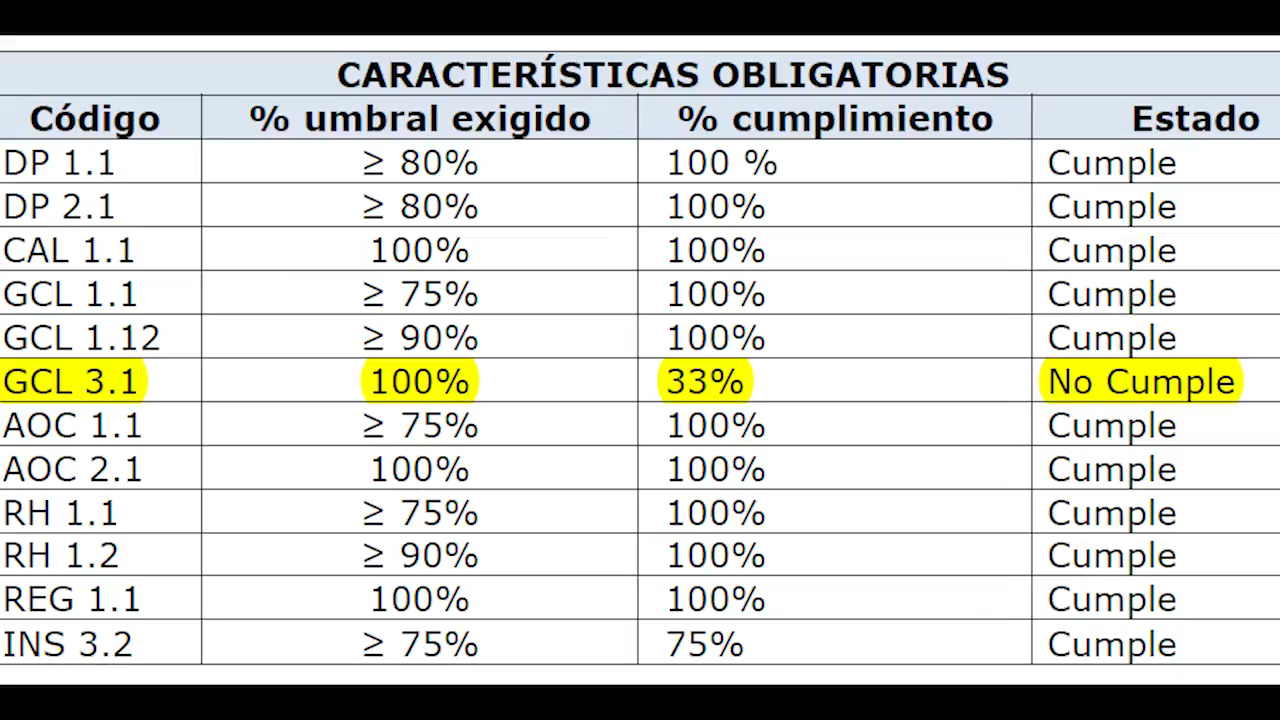 CARACTERÍSTICAS OBLIGATORIAS
Código % umbral exigido % cumplimiento Estado
DP 1.1 ≥ 80% 100 % Cumple
DP 2.1 ≥ 80% 100% Cumple
CAL 1.1 100% 100% Cumple
GCL 1.1 ≥ 75% 100% Cumple
GCL 1.12 ≥ 90% 100% Cumple
GCL 3.1 100% 33% No Cumple
AOC 1.1 ≥ 75% 100% Cumple
AOC 2.1 100% 100% Cumple
RH 1.1 ≥ 75% 100% Cumple
RH 1.2 ≥ 90% 100% Cumple
REG 1.1 100% 100% Cumple
INS 3.2 ≥ 75% 75% Cumple